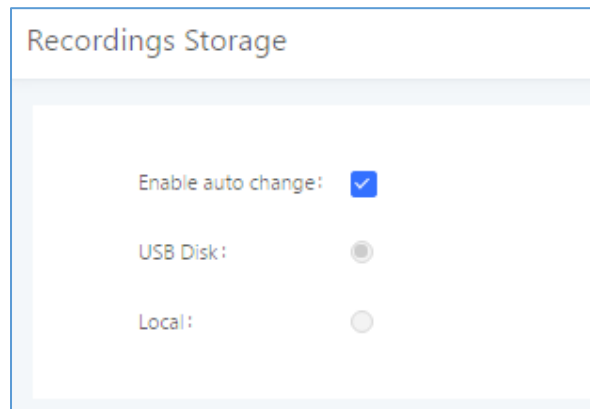 Recordings Storage
Enable auto change:
USB Disk:
Local: